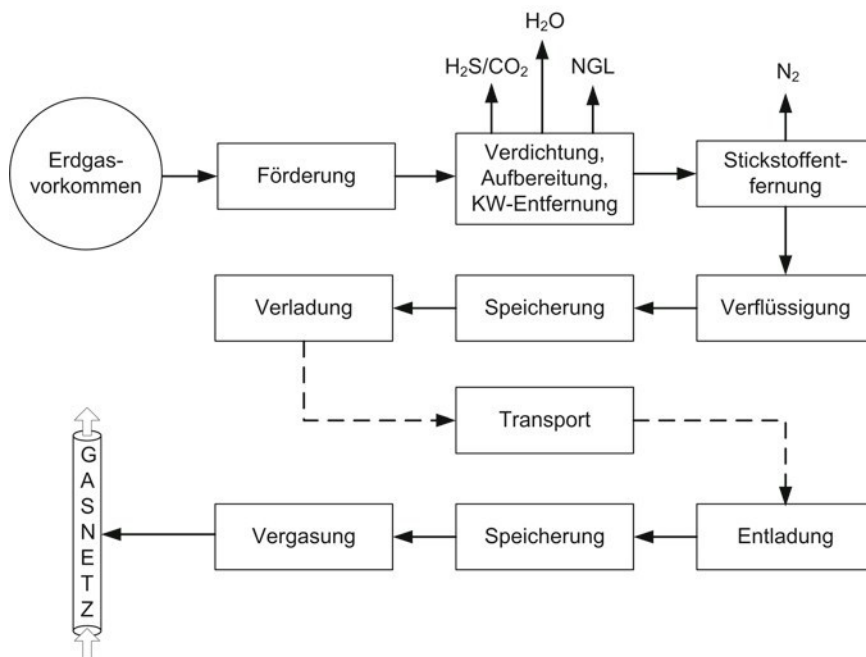 H₂O
H₂S/CO₂
NGL
N₂
Erdgas-
vorkommen
Förderung
Verdichtung,
Aufbereitung,
KW-Entfernung
Stickstoffent-
fernung
Verladung
Speicherung
Verflüssigung
Transport
GASNETZ
Vergasung
Speicherung
Entladung